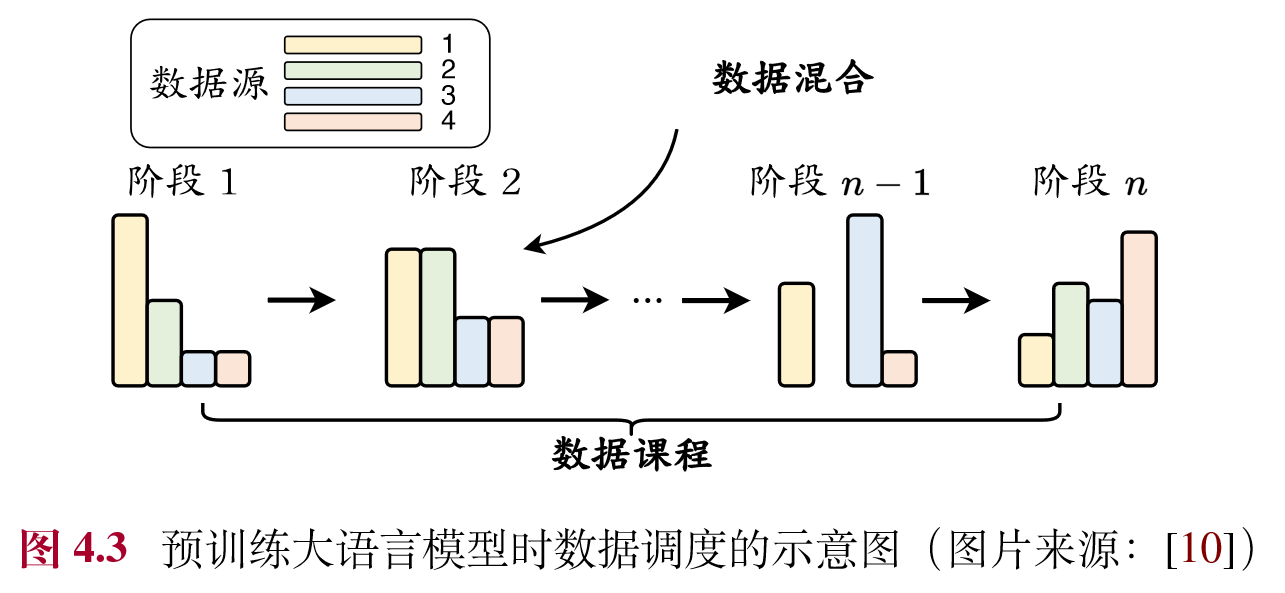 数据源
1
2
3
4
数据混合
阶段 1
阶段 2
阶段 n − 1
阶段 n
...
数据课程
图 4.3 预训练大语言模型时数据调度的示意图（图片来源：[10]）